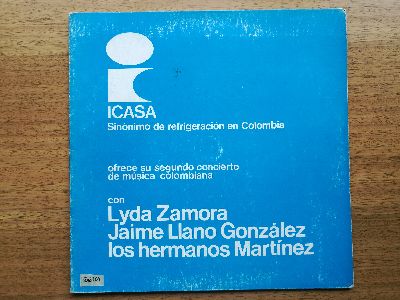 ICASA
Sinónimo de refrigeración en Colombia
ofrece su segundo concierto
de música colombiana
con
Lyda Zamora
Jaime Llano González
los hermanos Martínez